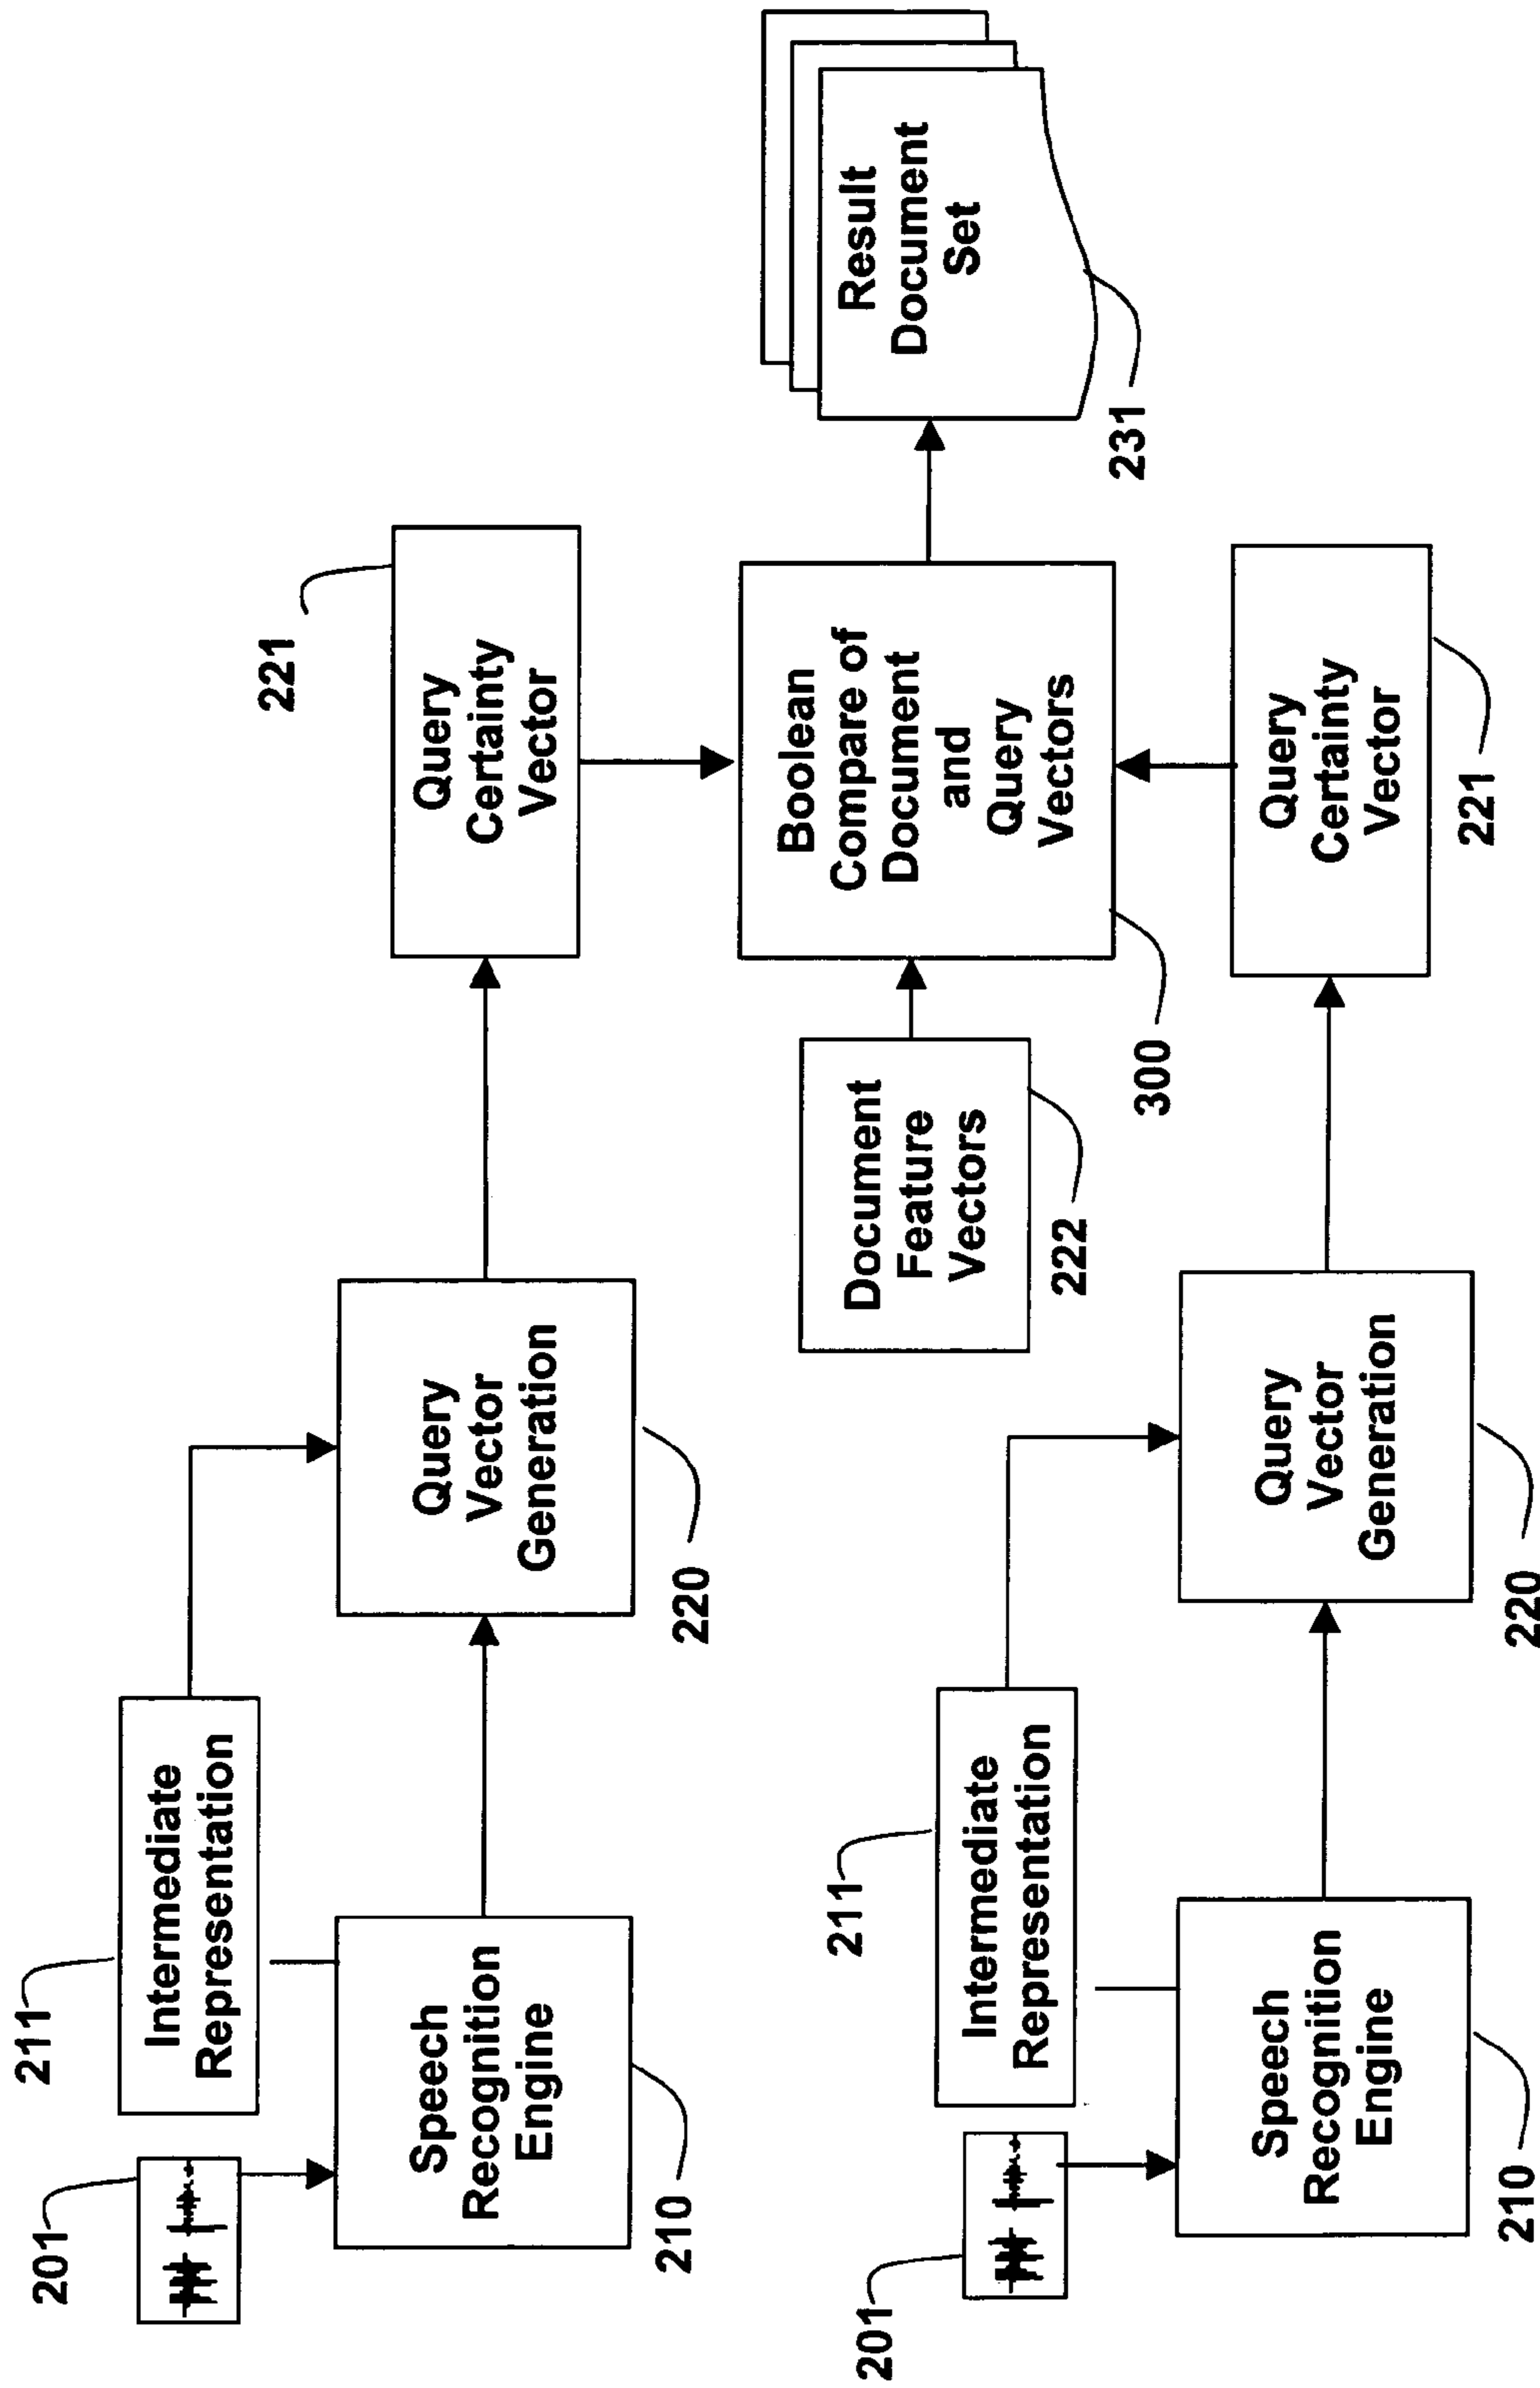 201
211
Intermediate
Representation
Speech
Recognition
Engine
210
Query
Vector
Generation
220
221
Query
Certainty
Vector
Document
Feature
Vectors
222
Boolean
Compare of
Document
and
Query
Vectors
300
Result
Document
Set
231
201
211
Intermediate
Representation
Speech
Recognition
Engine
210
Query
Vector
Generation
220
Query
Certainty
Vector
221